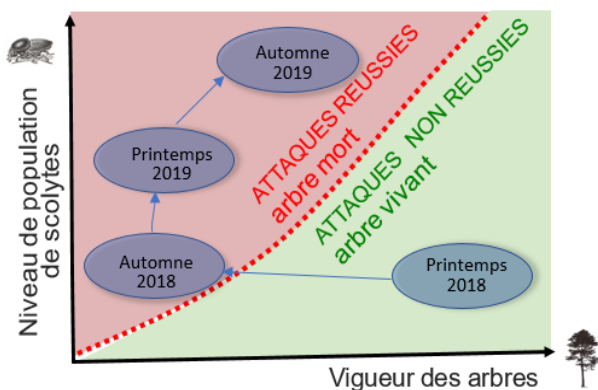 Automne
2019
Printemps
2019
Automne
2018
Printemps
2018
ATTAQUES REUSSIES
arbre mort
ATTAQUES NON REUSSIES
arbre vivant
Niveau de population
de scolytes
Vigueur des arbres